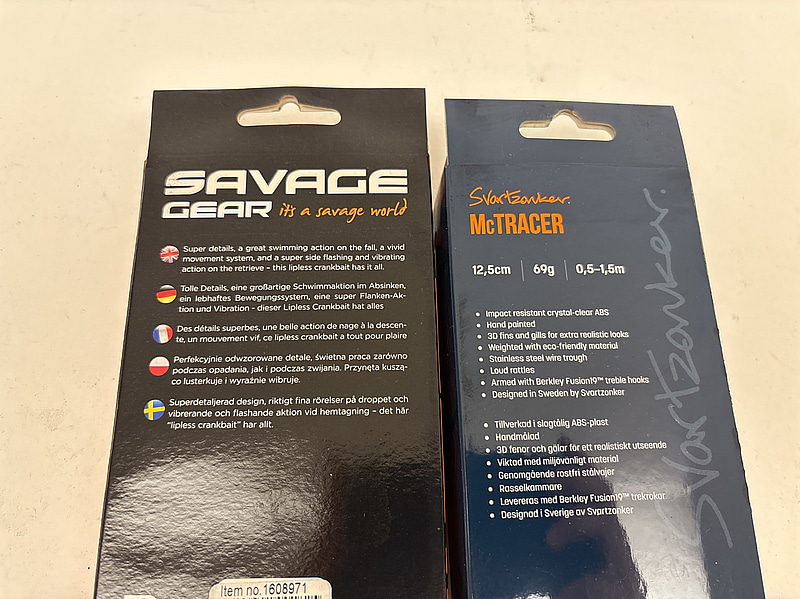 SAVAGE
GEAR it's a savage world
Super details, a great swimming action on the fall, a vivid
movement system, and a super side flashing and vibrating
action on the retrieve – this lipless crankbait has it all.
Tolle Details, eine großartige Schwimmaktion im Absinken,
ein lebhaftes Bewegungssystem, eine super Flanken-Ak-
tion und Vibration - dieser Lipless Crankbait hat alles
Des détails superbes, une belle action de nage à la descen-
te, un mouvement vif, ce lipless crankbait a tout pour plaire
Perfekcyjnie odwzorowane detale, świetna praca zarówno
podczas opadania, jak i podczas zwijania. Przynęta kuszą-
co lusterkuje i wyraźnie wibruje.
Superdetaljerad design, riktigt fina rörelser på droppet och
vibrerande och flashande aktion vid hemtagning – det här
"lipless crankbait" har allt.
Item no.1608971
Svartzonker.
McTRACER
12,5cm | 69g | 0,5–1,5m
• Impact resistant crystal-clear ABS
• Hand painted
• 3D fins and gills for extra realistic looks
• Weighted with eco-friendly material
• Stainless steel wire trough
• Loud rattles
• Armed with Berkley Fusion19™ treble hooks
• Designed in Sweden by Svartzonker
• Tillverkad i slagtålig ABS-plast
• Handmålad
• 3D fenor och gälar för ett realistiskt utseende
• Viktad med miljövänligt material
• Genomgående rostfri stålvajer
• Rasselkammare
• Levereras med Berkley Fusion19™ trekrokar
• Designad i Sverige av Svartzonker
Svartzonker.